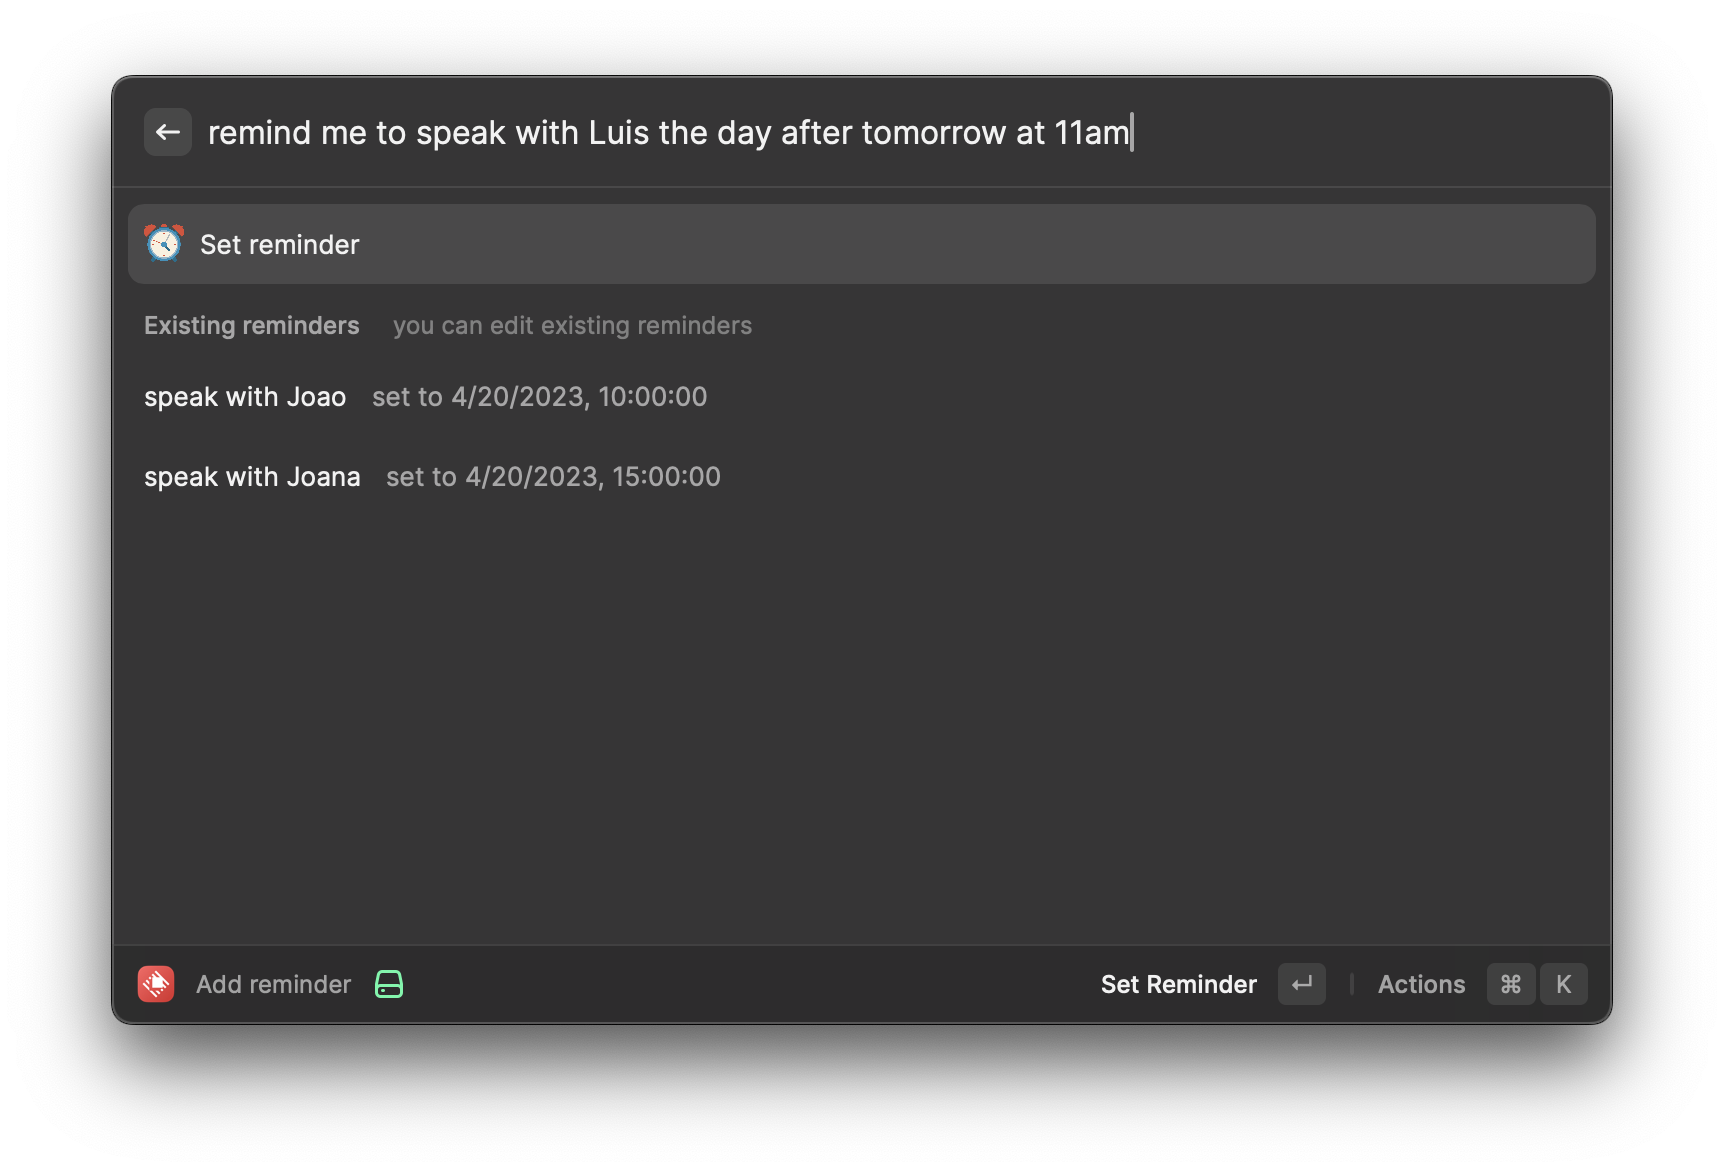 remind me to speak with Luis the day after tomorrow at 11am
Set reminder
Existing reminders you can edit existing reminders
speak with Joao set to 4/20/2023, 10:00:00
speak with Joana set to 4/20/2023, 15:00:00
Add reminder Set Reminder ↵ | Actions ⌘ K